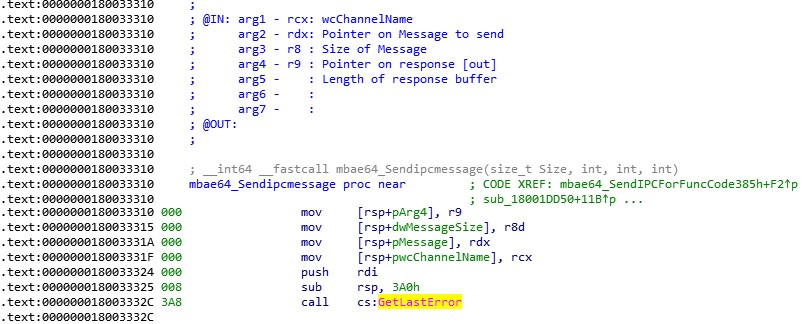 .text:0000000180033310 ;
.text:0000000180033310 ; @IN: arg1 - rcx: wcChannelName
.text:0000000180033310 ;      arg2 - rdx: Pointer on Message to send
.text:0000000180033310 ;      arg3 - r8 : Size of Message
.text:0000000180033310 ;      arg4 - r9 : Pointer on response [out]
.text:0000000180033310 ;      arg5 -    : Length of response buffer
.text:0000000180033310 ;      arg6 -    :
.text:0000000180033310 ;      arg7 -    :
.text:0000000180033310 ; @OUT:
.text:0000000180033310 ;
.text:0000000180033310
.text:0000000180033310 ; __int64 __fastcall mbae64_Sendipcmessage(size_t Size, int, int, int)
.text:0000000180033310 mbae64_Sendipcmessage proc near ; CODE XREF: mbae64_SendIPCForFuncCode385h+F2↑p
.text:0000000180033310 ; sub_18001DD50+11B↑p ...
.text:0000000180033310 000 mov [rsp+pArg4], r9
.text:0000000180033315 000 mov [rsp+dwMessageSize], r8d
.text:000000018003331A 000 mov [rsp+pMessage], rdx
.text:000000018003331F 000 mov [rsp+pwcChannelName], rcx
.text:0000000180033324 000 push rdi
.text:0000000180033325 008 sub rsp, 3A0h
.text:000000018003332C 3A8 call cs:GetLastError
.text:000000018003332C